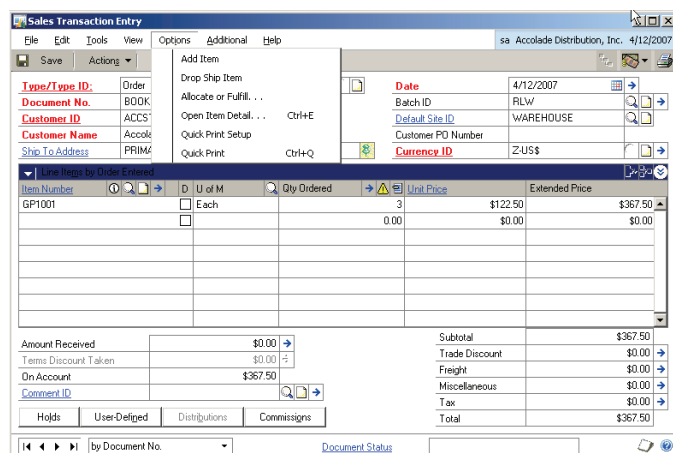 Sales Transaction Entry
File Edit Tools View Options Additional Help sa Accolade Distribution, Inc. 4/12/2007
Save Actions
Add Item
Drop Ship Item
Allocate or Fulfill. . .
Open Item Detail. . . Ctrl+E
Quick Print Setup
Quick Print Ctrl+Q
Type/Type ID: Order Date 4/12/2007
Document No. BOOK Batch ID RLW
Customer ID ACCS Default Site ID WAREHOUSE
Customer Name Accola Customer PO Number
Ship To Address PRIMA Currency ID Z-US$
Line Items by Order Entered
Item Number D U of M Qty Ordered Unit Price Extended Price
GP1001 Each 3 $122.50 $367.50
0.00 $0.00 $0.00
Amount Received $0.00 Subtotal $367.50
Terms Discount Taken $0.00 Trade Discount $0.00
On Account $367.50 Freight $0.00
Comment ID Miscellaneous $0.00
Tax $0.00
Holds User-Defined Distributions Commissions Total $367.50
by Document No. Document Status